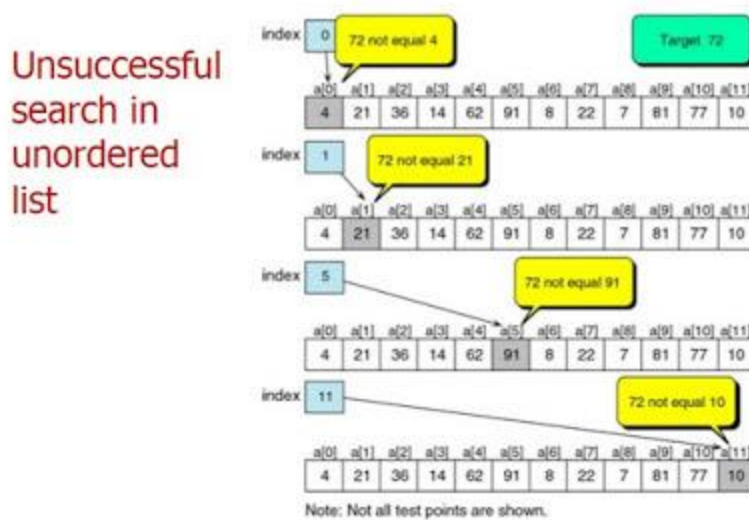 Unsuccessful
search in
unordered
list
index 0 72 not equal 4 Target 72
a[0] a[1] a[2] a[3] a[4] a[5] a[6] a[7] a[8] a[9] a[10] a[11]
4 21 36 14 62 91 8 22 7 81 77 10
index 1 72 not equal 21
a[0] a[1] a[2] a[3] a[4] a[5] a[6] a[7] a[8] a[9] a[10] a[11]
4 21 36 14 62 91 8 22 7 81 77 10
index 5 72 not equal 91
a[0] a[1] a[2] a[3] a[4] a[5] a[6] a[7] a[8] a[9] a[10] a[11]
4 21 36 14 62 91 8 22 7 81 77 10
index 11 72 not equal 10
a[0] a[1] a[2] a[3] a[4] a[5] a[6] a[7] a[8] a[9] a[10] a[11]
4 21 36 14 62 91 8 22 7 81 77 10
Note: Not all test points are shown.